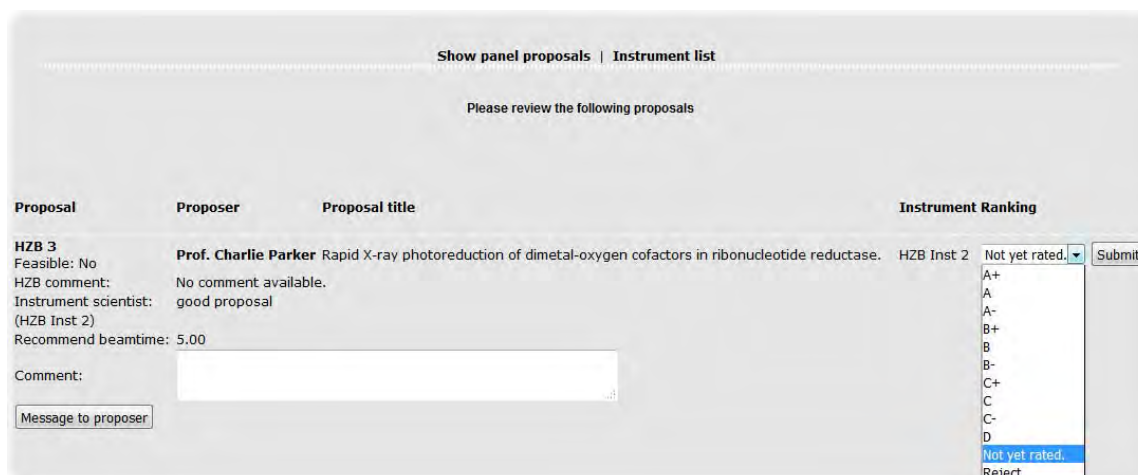 Show panel proposals | Instrument list
Please review the following proposals
Proposal Proposer Proposal title Instrument Ranking
HZB 3
Feasible: No
Prof. Charlie Parker Rapid X-ray photoreduction of dimetal-oxygen cofactors in ribonucleotide reductase. HZB Inst 2 Not yet rated. Submit
HZB comment: No comment available.
Instrument scientist: good proposal
(HZB Inst 2)
Recommend beamtime: 5.00
Comment:
Message to proposer
A+
A
A-
B+
B
B-
C+
C
C-
D
Not yet rated.
Reject